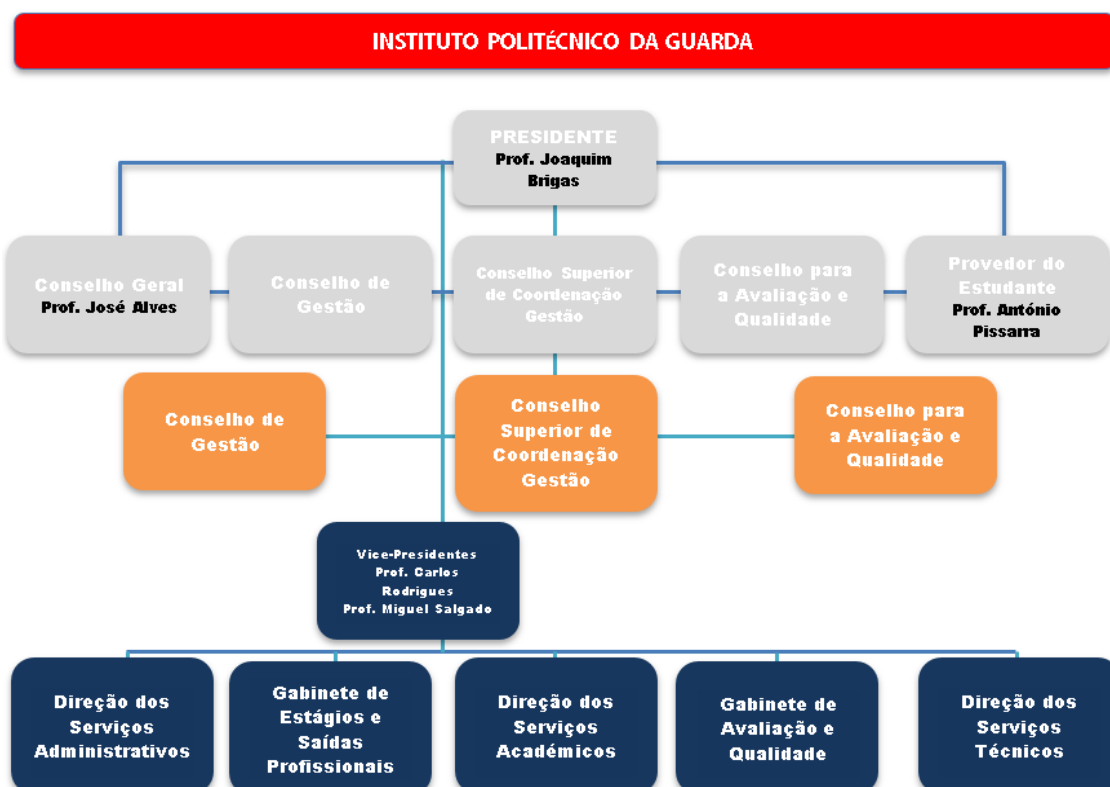 INSTITUTO POLITÉCNICO DA GUARDA
PRESIDENTE
Prof. Joaquim
Brigas
Conselho Geral
Prof. José Alves
Conselho de
Gestão
Conselho Superior
de Coordenação
Gestão
Conselho para
a Avaliação e
Qualidade
Provedor do
Estudante
Prof. António
Pissarra
Conselho de
Gestão
Conselho
Superior de
Coordenação
Gestão
Conselho para
a Avaliação e
Qualidade
Vice-Presidentes
Prof. Carlos
Rodrigues
Prof. Miguel Salgado
Direção dos
Serviços
Administrativos
Gabinete de
Estágios e
Saídas
Profissionais
Direção dos
Serviços
Académicos
Gabinete de
Avaliação e
Qualidade
Direção dos
Serviços
Técnicos